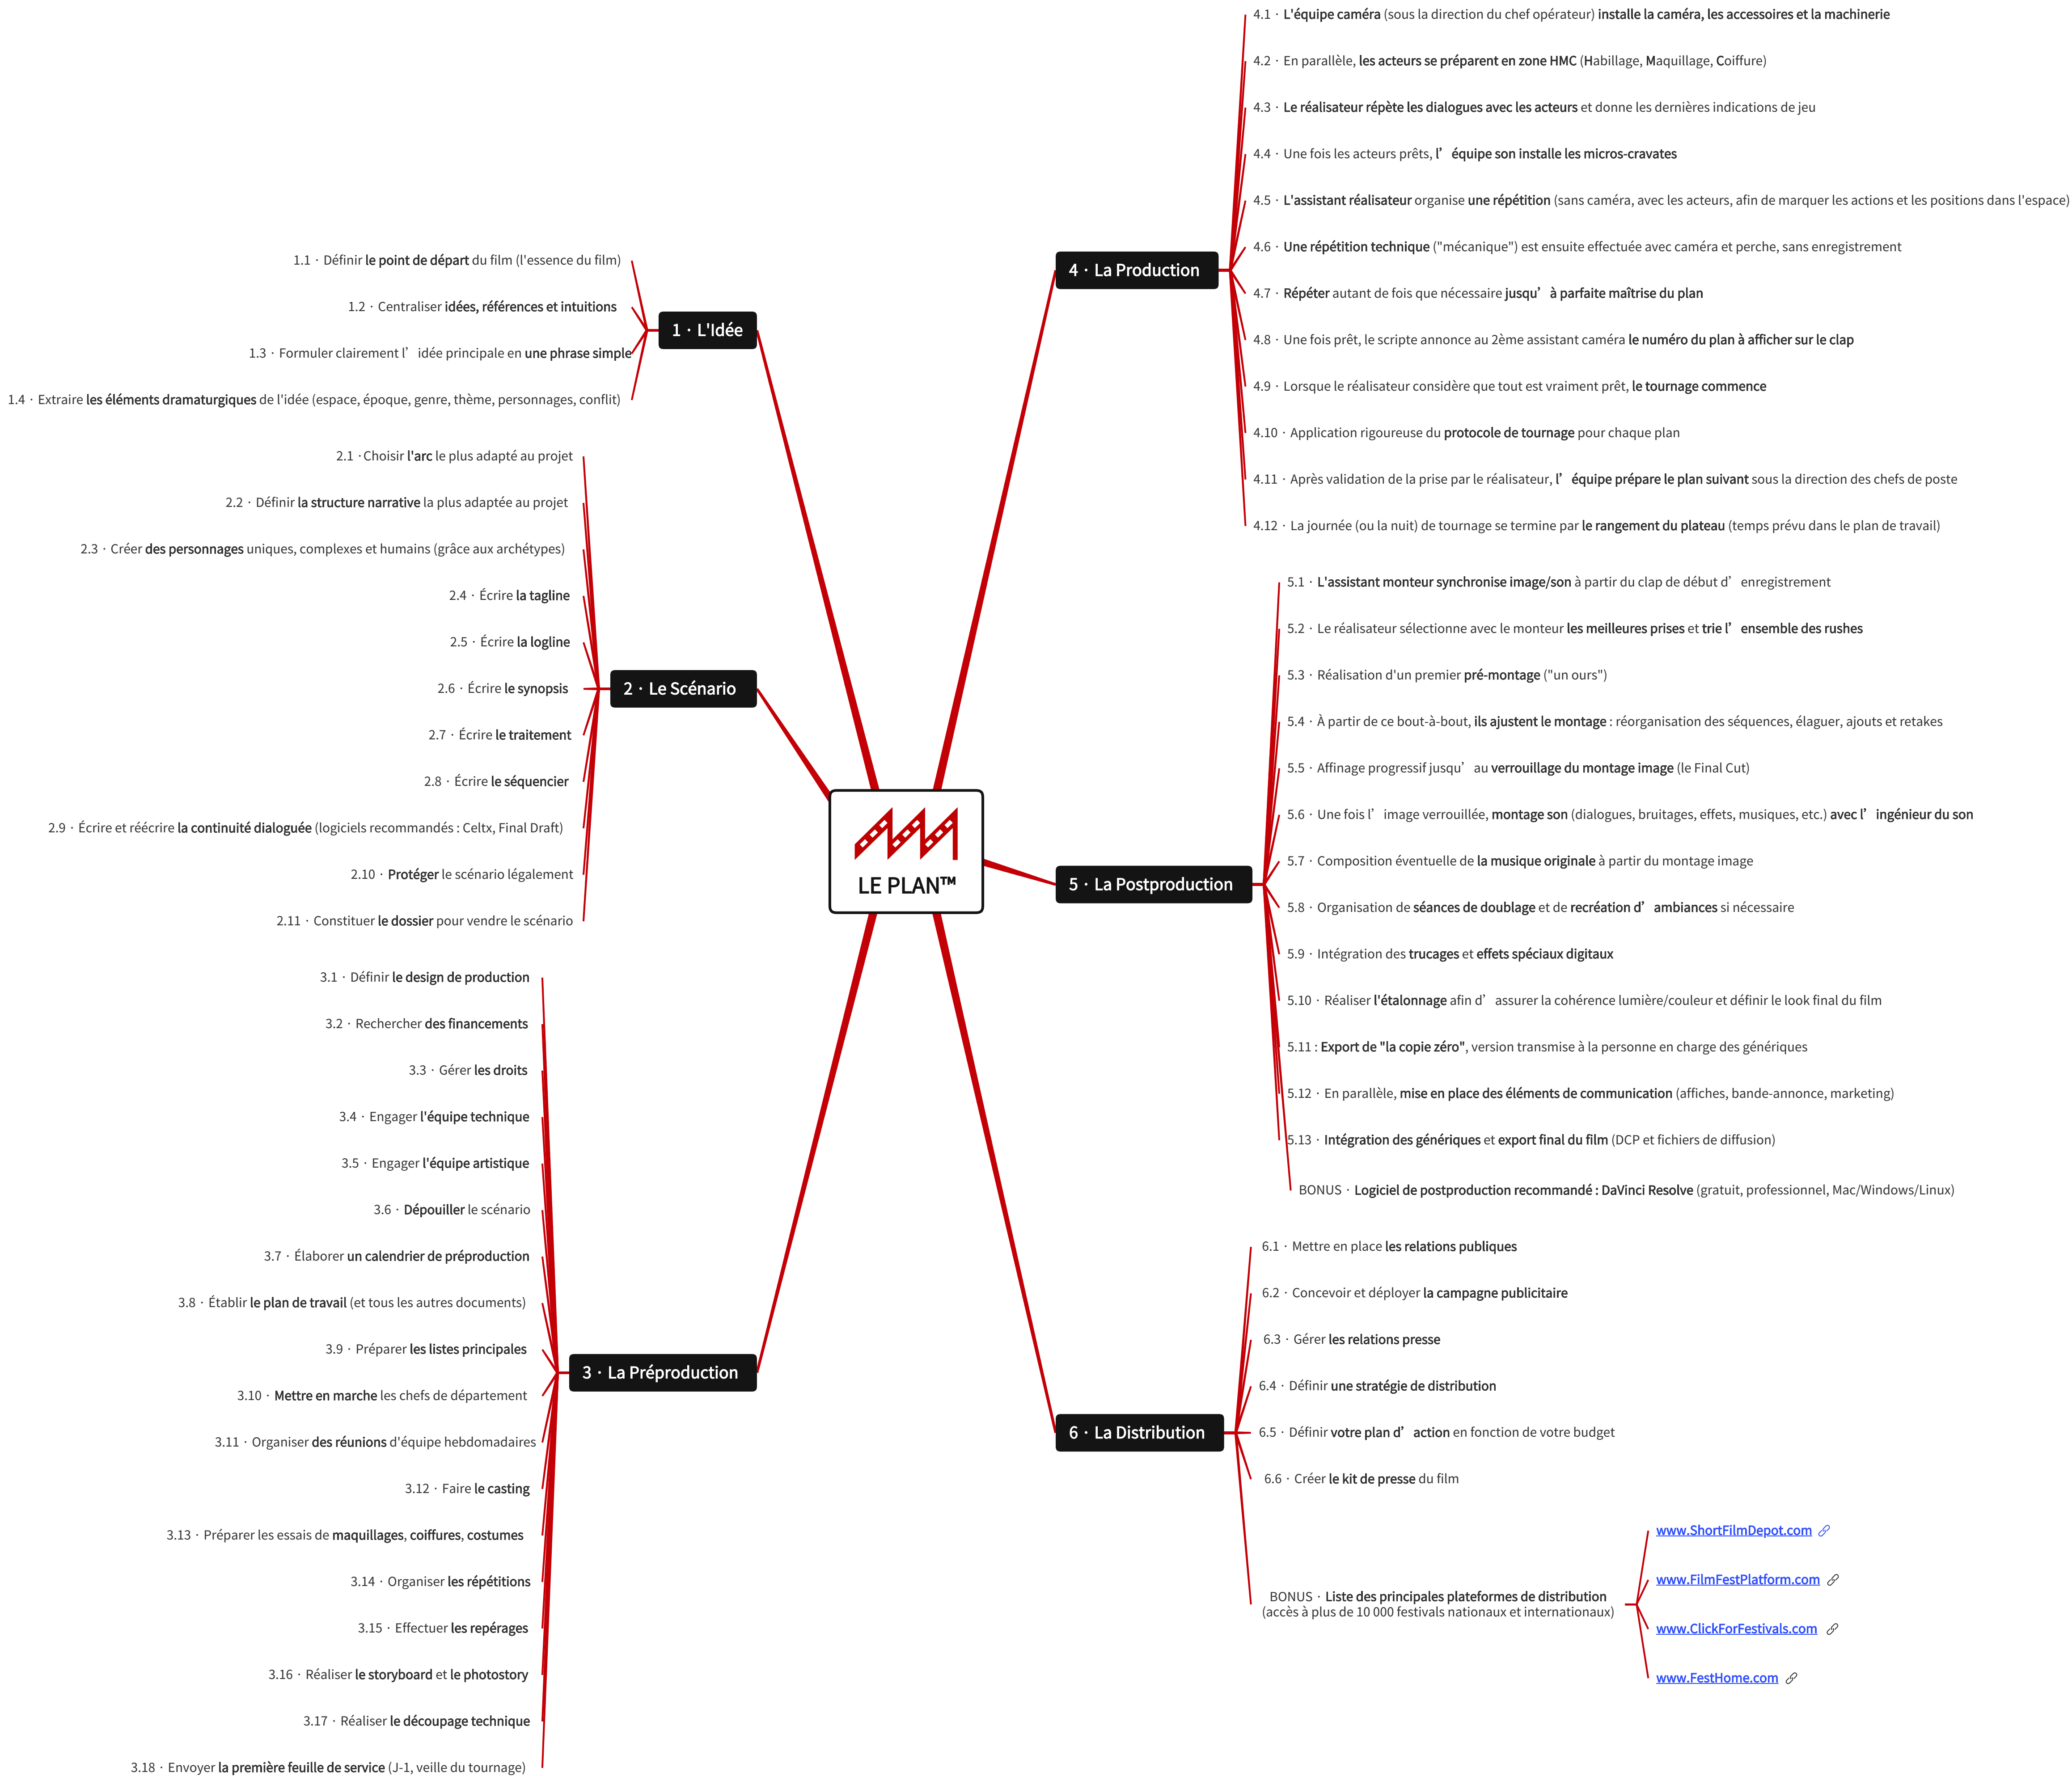 LE PLAN™
1 · L'Idée
1.1 · Définir le point de départ du film (l'essence du film)
1.2 · Centraliser idées, références et intuitions
1.3 · Formuler clairement l’idée principale en une phrase simple
1.4 · Extraire les éléments dramaturgiques de l'idée (espace, époque, genre, thème, personnages, conflit)
2 · Le Scénario
2.1 ·Choisir l'arc le plus adapté au projet
2.2 · Définir la structure narrative la plus adaptée au projet
2.3 · Créer des personnages uniques, complexes et humains (grâce aux archétypes)
2.4 · Écrire la tagline
2.5 · Écrire la logline
2.6 · Écrire le synopsis
2.7 · Écrire le traitement
2.8 · Écrire le séquencier
2.9 · Écrire et réécrire la continuité dialoguée (logiciels recommandés : Celtx, Final Draft)
2.10 · Protéger le scénario légalement
2.11 · Constituer le dossier pour vendre le scénario
3 · La Préproduction
3.1 · Définir le design de production
3.2 · Rechercher des financements
3.3 · Gérer les droits
3.4 · Engager l'équipe technique
3.5 · Engager l'équipe artistique
3.6 · Dépouiller le scénario
3.7 · Élaborer un calendrier de préproduction
3.8 · Établir le plan de travail (et tous les autres documents)
3.9 · Préparer les listes principales
3.10 · Mettre en marche les chefs de département
3.11 · Organiser des réunions d'équipe hebdomadaires
3.12 · Faire le casting
3.13 · Préparer les essais de maquillages, coiffures, costumes
3.14 · Organiser les répétitions
3.15 · Effectuer les repérages
3.16 · Réaliser le storyboard et le photostory
3.17 · Réaliser le découpage technique
3.18 · Envoyer la première feuille de service (J-1, veille du tournage)
4 · La Production
4.1 · L'équipe caméra (sous la direction du chef opérateur) installe la caméra, les accessoires et la machinerie
4.2 · En parallèle, les acteurs se préparent en zone HMC (Habillage, Maquillage, Coiffure)
4.3 · Le réalisateur répète les dialogues avec les acteurs et donne les dernières indications de jeu
4.4 · Une fois les acteurs prêts, l’équipe son installe les micros-cravates
4.5 · L'assistant réalisateur organise une répétition (sans caméra, avec les acteurs, afin de marquer les actions et les positions dans l'espace)
4.6 · Une répétition technique ("mécanique") est ensuite effectuée avec caméra et perche, sans enregistrement
4.7 · Répéter autant de fois que nécessaire jusqu’à parfaite maîtrise du plan
4.8 · Une fois prêt, le scripte annonce au 2ème assistant caméra le numéro du plan à afficher sur le clap
4.9 · Lorsque le réalisateur considère que tout est vraiment prêt, le tournage commence
4.10 · Application rigoureuse du protocole de tournage pour chaque plan
4.11 · Après validation de la prise par le réalisateur, l’équipe prépare le plan suivant sous la direction des chefs de poste
4.12 · La journée (ou la nuit) de tournage se termine par le rangement du plateau (temps prévu dans le plan de travail)
5 · La Postproduction
5.1 · L'assistant monteur synchronise image/son à partir du clap de début d’enregistrement
5.2 · Le réalisateur sélectionne avec le monteur les meilleures prises et trie l’ensemble des rushes
5.3 · Réalisation d'un premier pré-montage ("un ours")
5.4 · À partir de ce bout-à-bout, ils ajustent le montage : réorganisation des séquences, élaguer, ajouts et retakes
5.5 · Affinage progressif jusqu’au verrouillage du montage image (le Final Cut)
5.6 · Une fois l’image verrouillée, montage son (dialogues, bruitages, effets, musiques, etc.) avec l’ingénieur du son
5.7 · Composition éventuelle de la musique originale à partir du montage image
5.8 · Organisation de séances de doublage et de recréation d’ambiances si nécessaire
5.9 · Intégration des trucages et effets spéciaux digitaux
5.10 · Réaliser l'étalonnage afin d’assurer la cohérence lumière/couleur et définir le look final du film
5.11 : Export de "la copie zéro", version transmise à la personne en charge des génériques
5.12 · En parallèle, mise en place des éléments de communication (affiches, bande-annonce, marketing)
5.13 · Intégration des génériques et export final du film (DCP et fichiers de diffusion)
BONUS · Logiciel de postproduction recommandé : DaVinci Resolve (gratuit, professionnel, Mac/Windows/Linux)
6 · La Distribution
6.1 · Mettre en place les relations publiques
6.2 · Concevoir et déployer la campagne publicitaire
6.3 · Gérer les relations presse
6.4 · Définir une stratégie de distribution
6.5 · Définir votre plan d’action en fonction de votre budget
6.6 · Créer le kit de presse du film
BONUS · Liste des principales plateformes de distribution
(accès à plus de 10 000 festivals nationaux et internationaux)
www.ShortFilmDepot.com
www.FilmFestPlatform.com
www.ClickForFestivals.com
www.FestHome.com